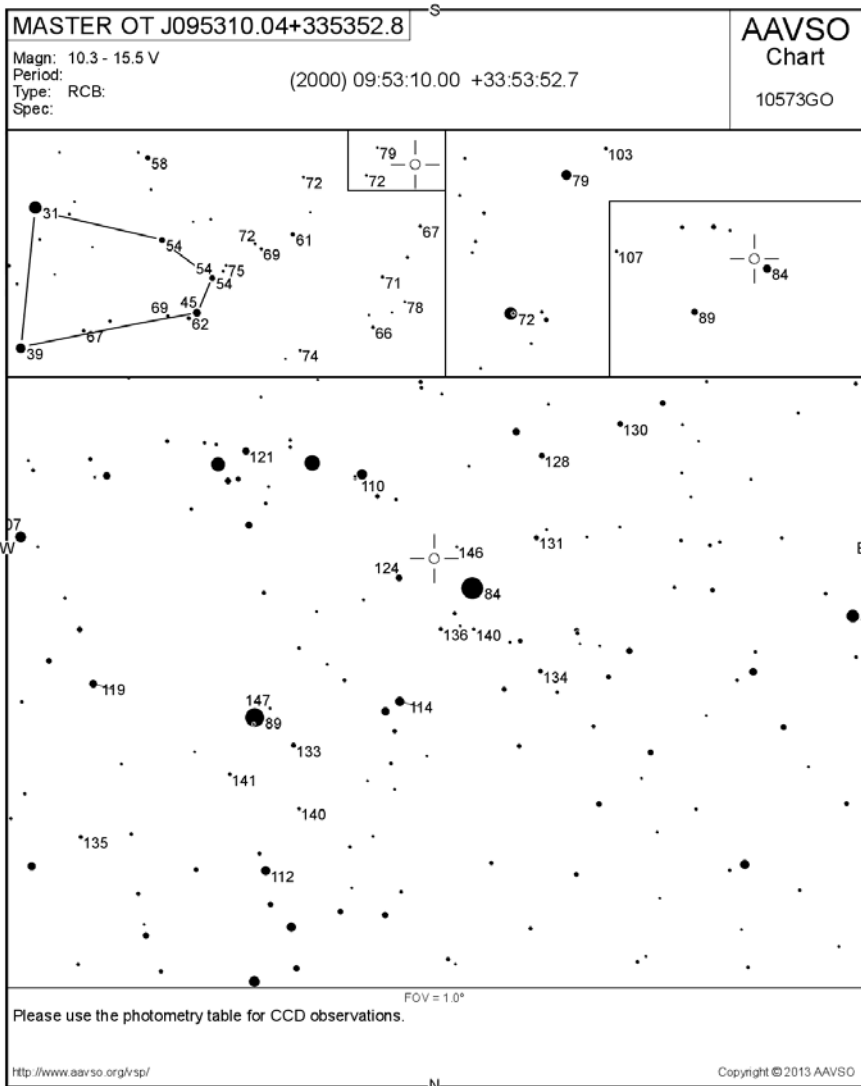 S
MASTER OT J095310.04+335352.8
Magn: 10.3 - 15.5 V
Period:
Type: RCB:
Spec:
(2000) 09:53:10.00 +33:53:52.7
AAVSO
Chart
10573GO
58
79
72
72
31
72
61
69
67
54
54
75
54
71
45
69
62
78
67
66
39
74
103
79
107
84
72
89
130
121
128
110
07
W
E
146
131
124
84
136
140
134
119
114
147
89
133
141
140
135
112
FOV = 1.0°
Please use the photometry table for CCD observations.
http://www.aavso.org/vsp/
N
Copyright © 2013 AAVSO